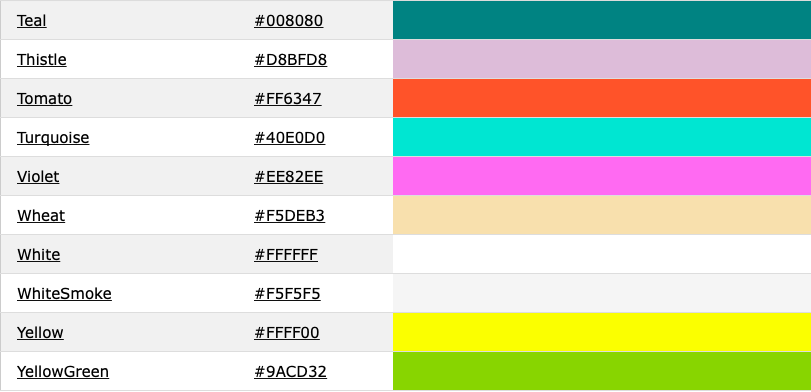 Teal #008080
Thistle #D8BFD8
Tomato #FF6347
Turquoise #40E0D0
Violet #EE82EE
Wheat #F5DEB3
White #FFFFFF
WhiteSmoke #F5F5F5
Yellow #FFFF00
YellowGreen #9ACD32